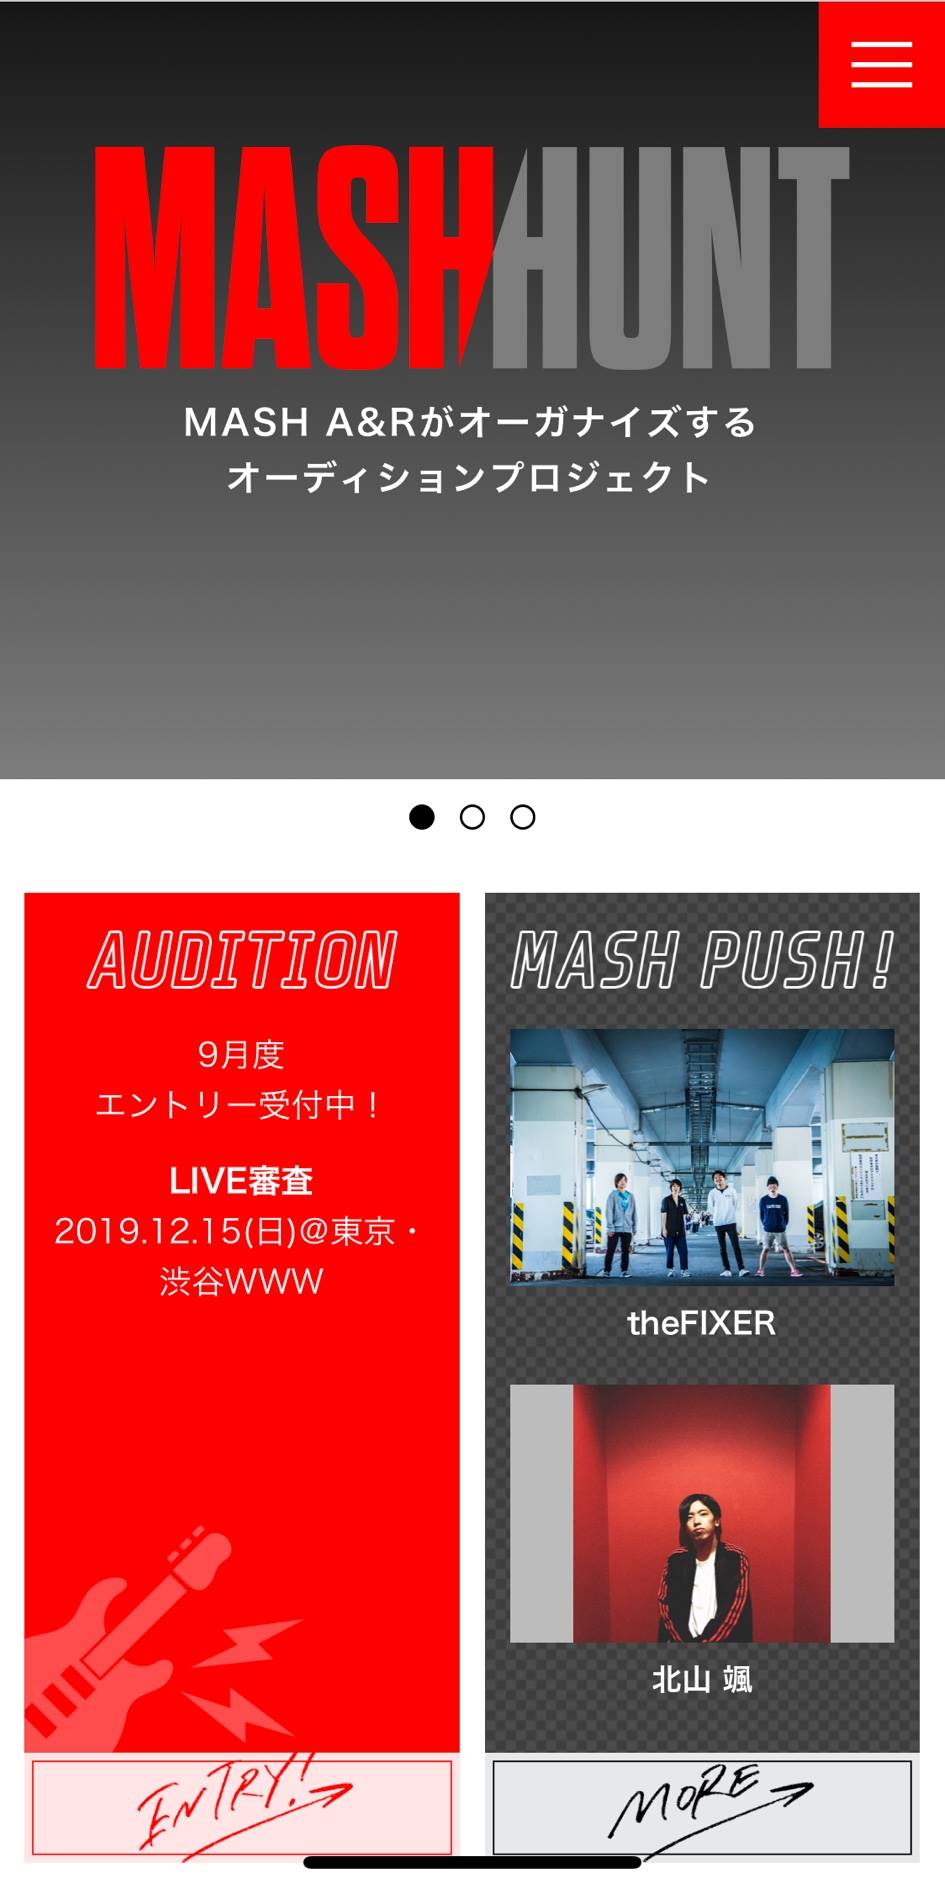 MASHHUNT
MASH A&Rがオーガナイズする
オーディションプロジェクト
AUDITION
9月度
エントリー受付中！
LIVE審査
2019.12.15(日)@東京・
渋谷WWW
ENTRY!
MASH PUSH!
theFIXER
北山 颯
MORE